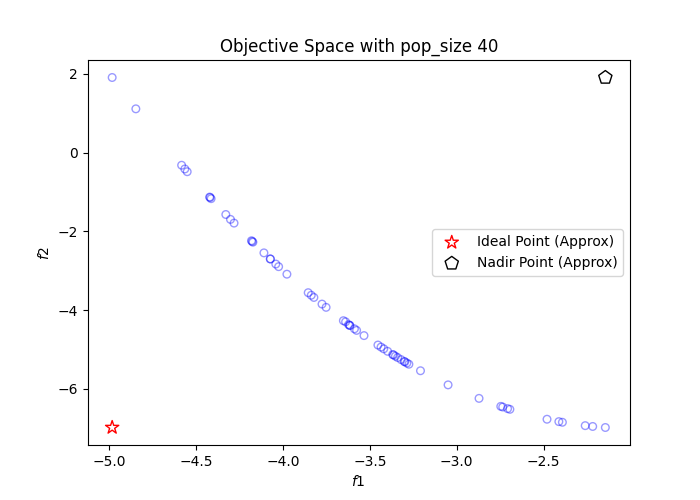 Objective Space with pop_size 40
2
0
−2
−4
−6
f2
Ideal Point (Approx)
Nadir Point (Approx)
−5.0 −4.5 −4.0 −3.5 −3.0 −2.5
f1